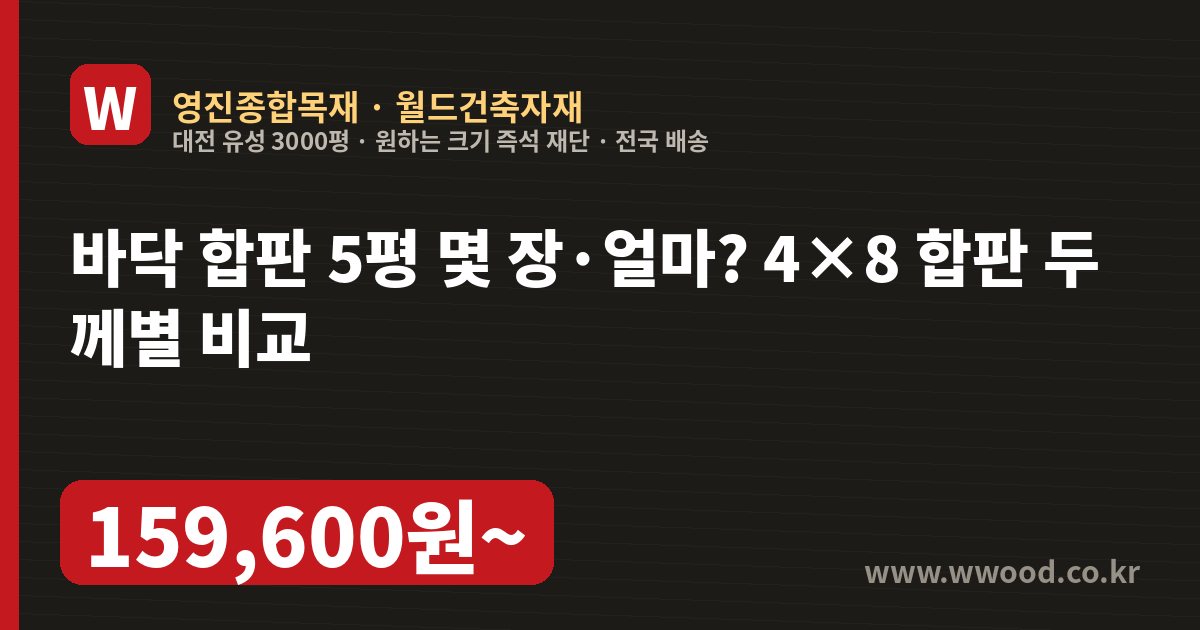 W
영진종합목재 · 월드건축자재
대전 유성 3000평 · 원하는 크기 즉석 재단 · 전국 배송
바닥 합판 5평 몇 장·얼마? 4×8 합판 두
께별 비교
159,600원~
www.wwood.co.kr